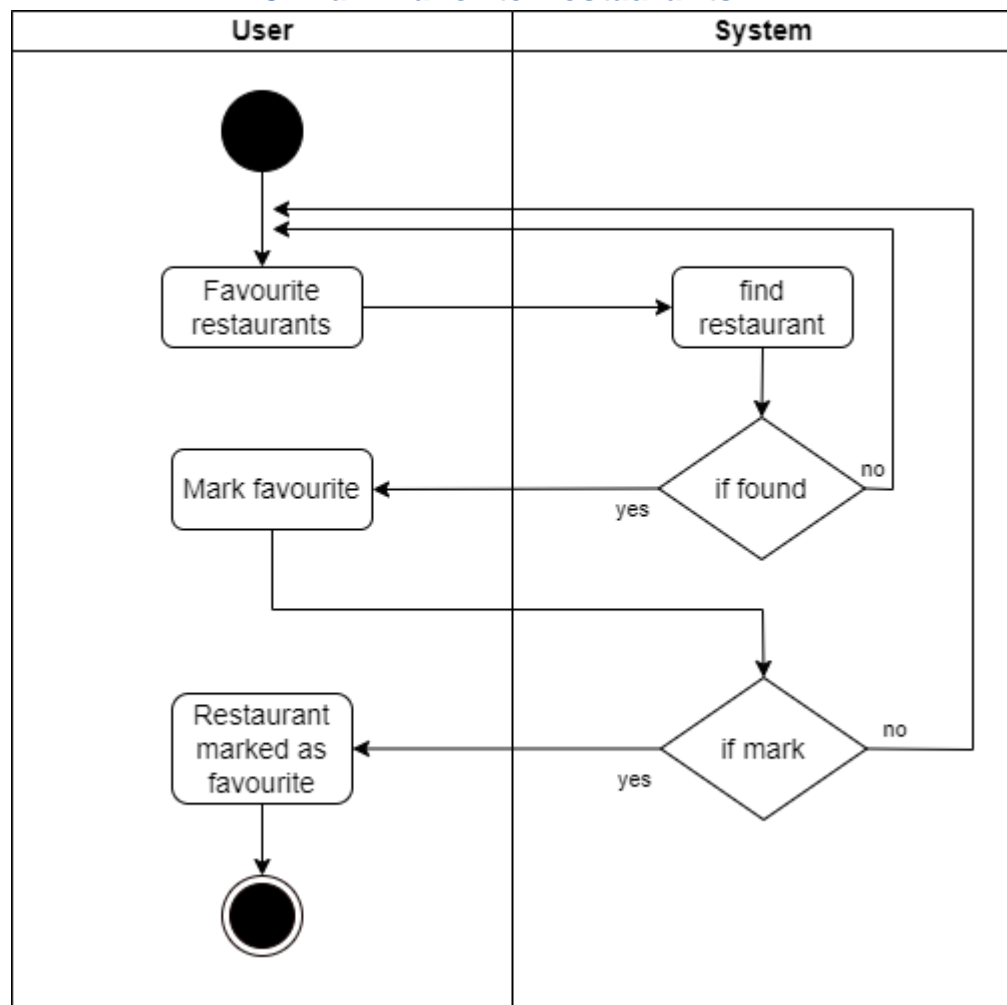 User
System
Favourite
restaurants
find
restaurant
Mark favourite
if found
no
yes
Restaurant
marked as
favourite
if mark
no
yes